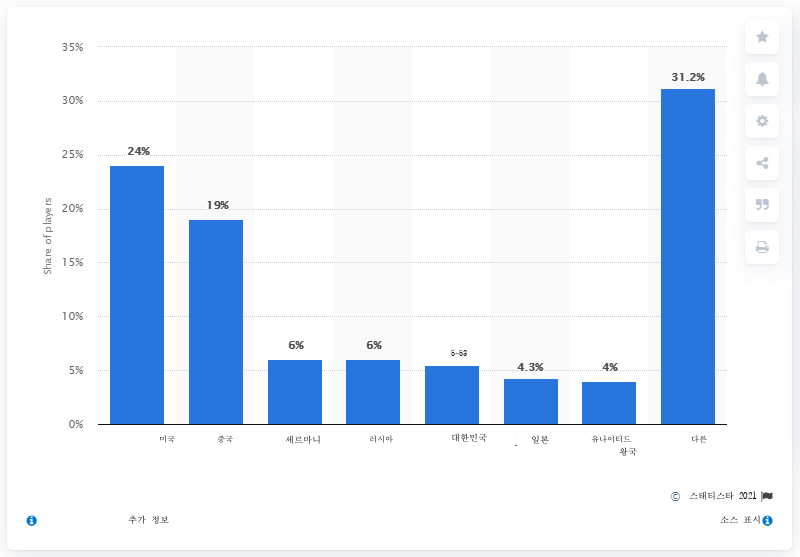 35%
30%
25%
20%
15%
10%
5%
0%
Share of players
24%
19%
6%
6%
5-53
4.3%
4%
31.2%
미국
중국
세르마니
러시아
대한민국
일본
유나이티드
왕국
다른
© 스태티스타 2021
추가 정보
소스 표시